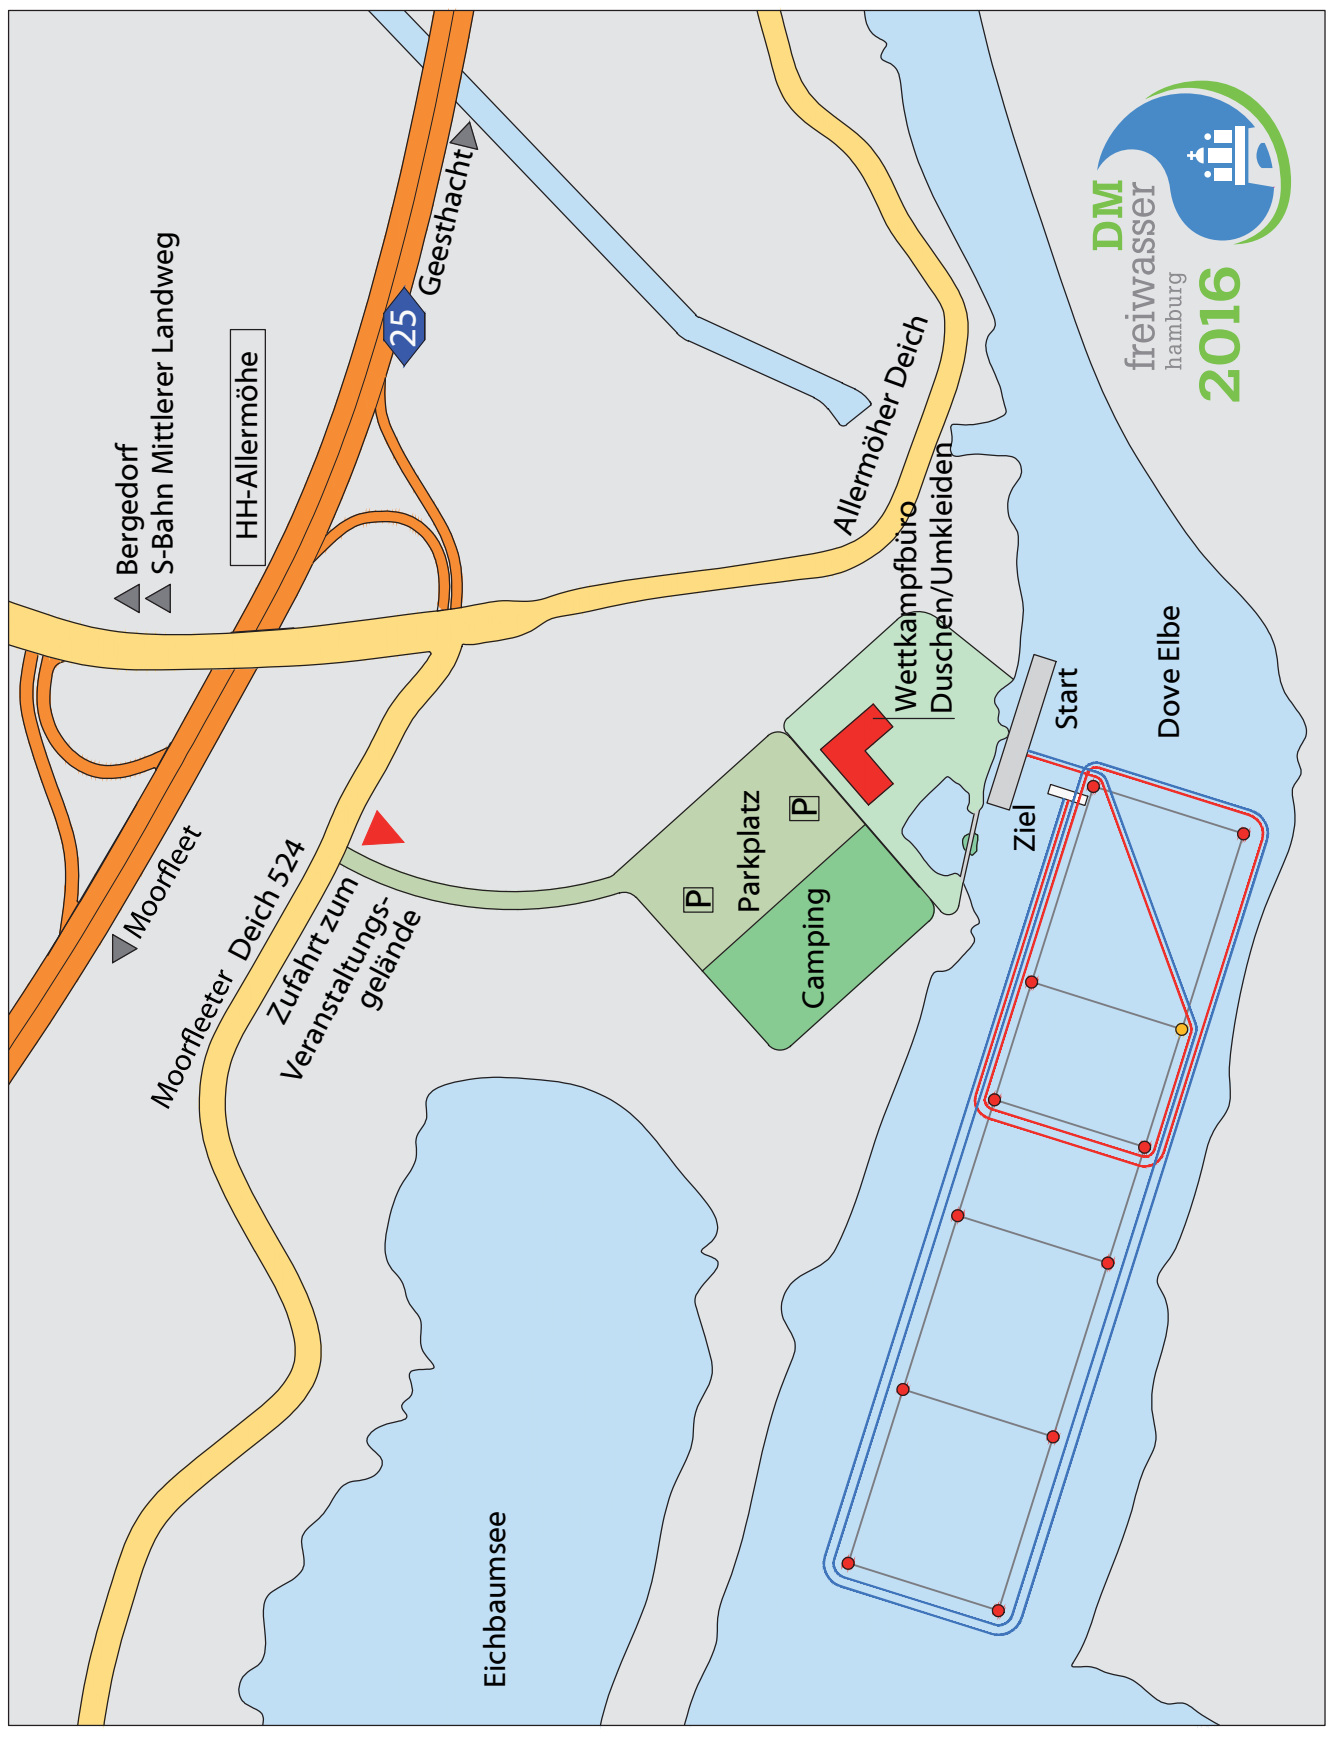 Bergedorf
S-Bahn Mittlerer Landweg
HH-Allermöhe
Moorfleet
25
Geesthacht
Moorfleeter Deich 524
Zufahrt zum
Veranstaltungs-
gelände
Allermöher Deich
Wettkampfbüro
Duschen/Umkleiden
P
Parkplatz
P
Camping
Eichbaumsee
Ziel
Start
Dove Elbe
DM
freiwasser
hamburg
2016